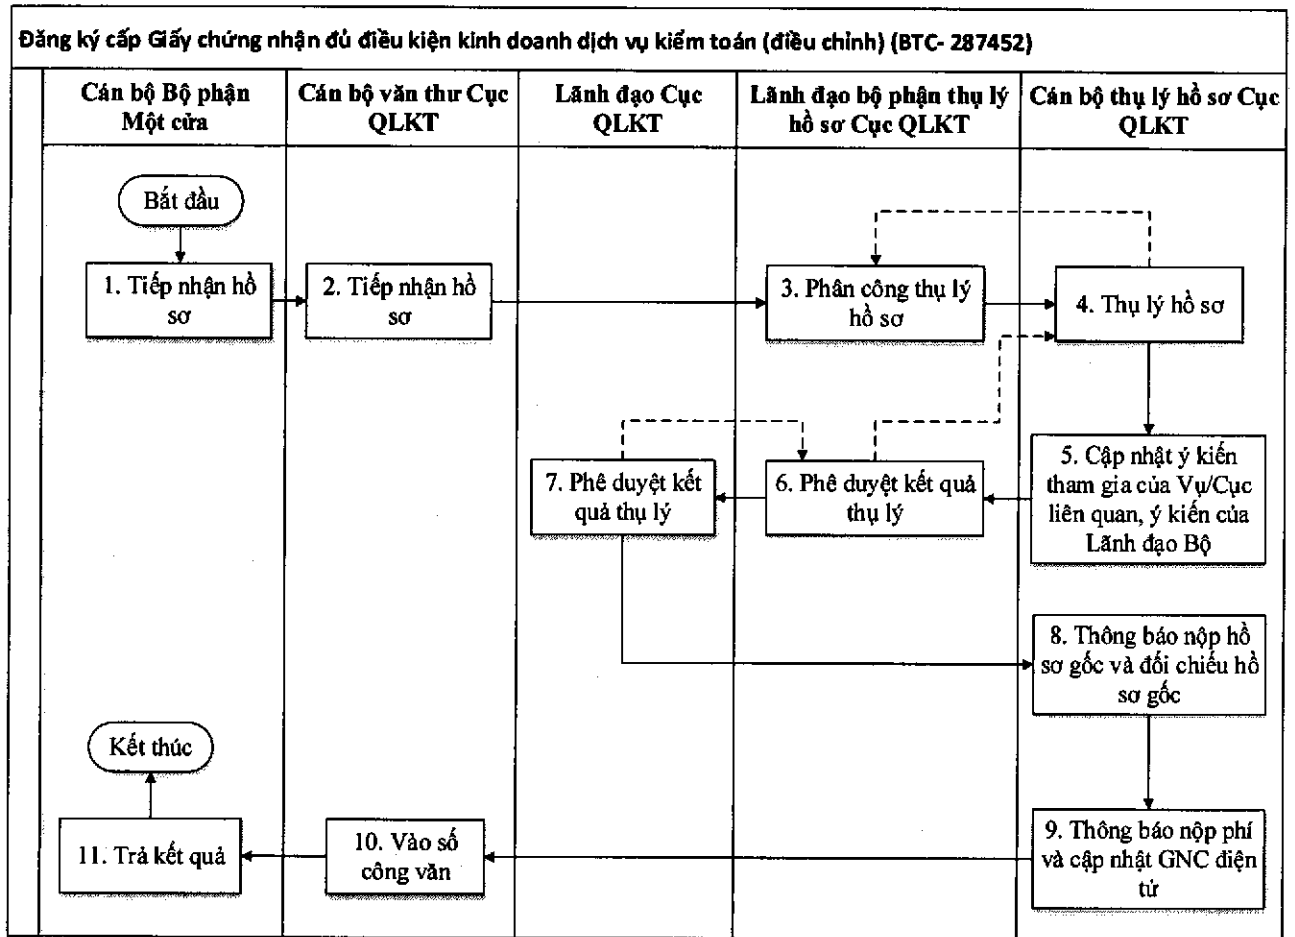 Đăng ký cấp Giấy chứng nhận đủ điều kiện kinh doanh dịch vụ kiểm toán (điều chỉnh) (BTC- 287452)
Cán bộ Bộ phận
Một cửa
Cán bộ văn thư Cục
QLKT
Lãnh đạo Cục
QLKT
Lãnh đạo bộ phận thụ lý
hồ sơ Cục QLKT
Cán bộ thụ lý hồ sơ Cục
QLKT
Bắt đầu
1. Tiếp nhận hồ
sơ
2. Tiếp nhận hồ
sơ
3. Phân công thụ lý
hồ sơ
4. Thụ lý hồ sơ
5. Cập nhật ý kiến
tham gia của Vụ/Cục
liên quan, ý kiến của
Lãnh đạo Bộ
6. Phê duyệt kết quả
thụ lý
7. Phê duyệt kết
quả thụ lý
8. Thông báo nộp hồ
sơ gốc và đối chiếu hồ
sơ gốc
9. Thông báo nộp phí
và cập nhật GNC điện
tử
10. Vào số
công văn
11. Trả kết quả
Kết thúc